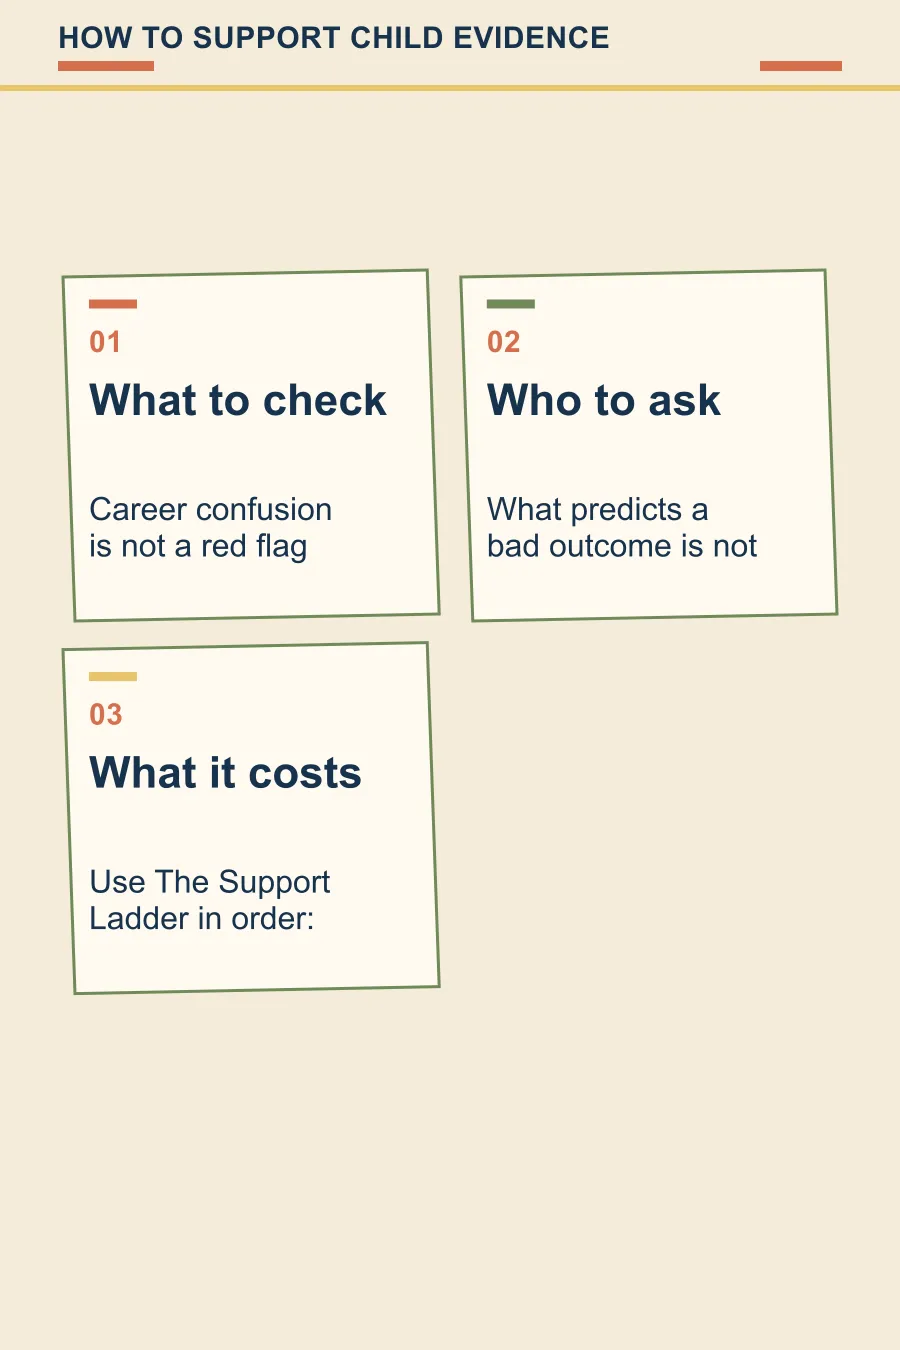 HOW TO SUPPORT CHILD EVIDENCE
01
What to check
Career confusion
is not a red flag
02
Who to ask
What predicts a
bad outcome is not
03
What it costs
Use The Support
Ladder in order: